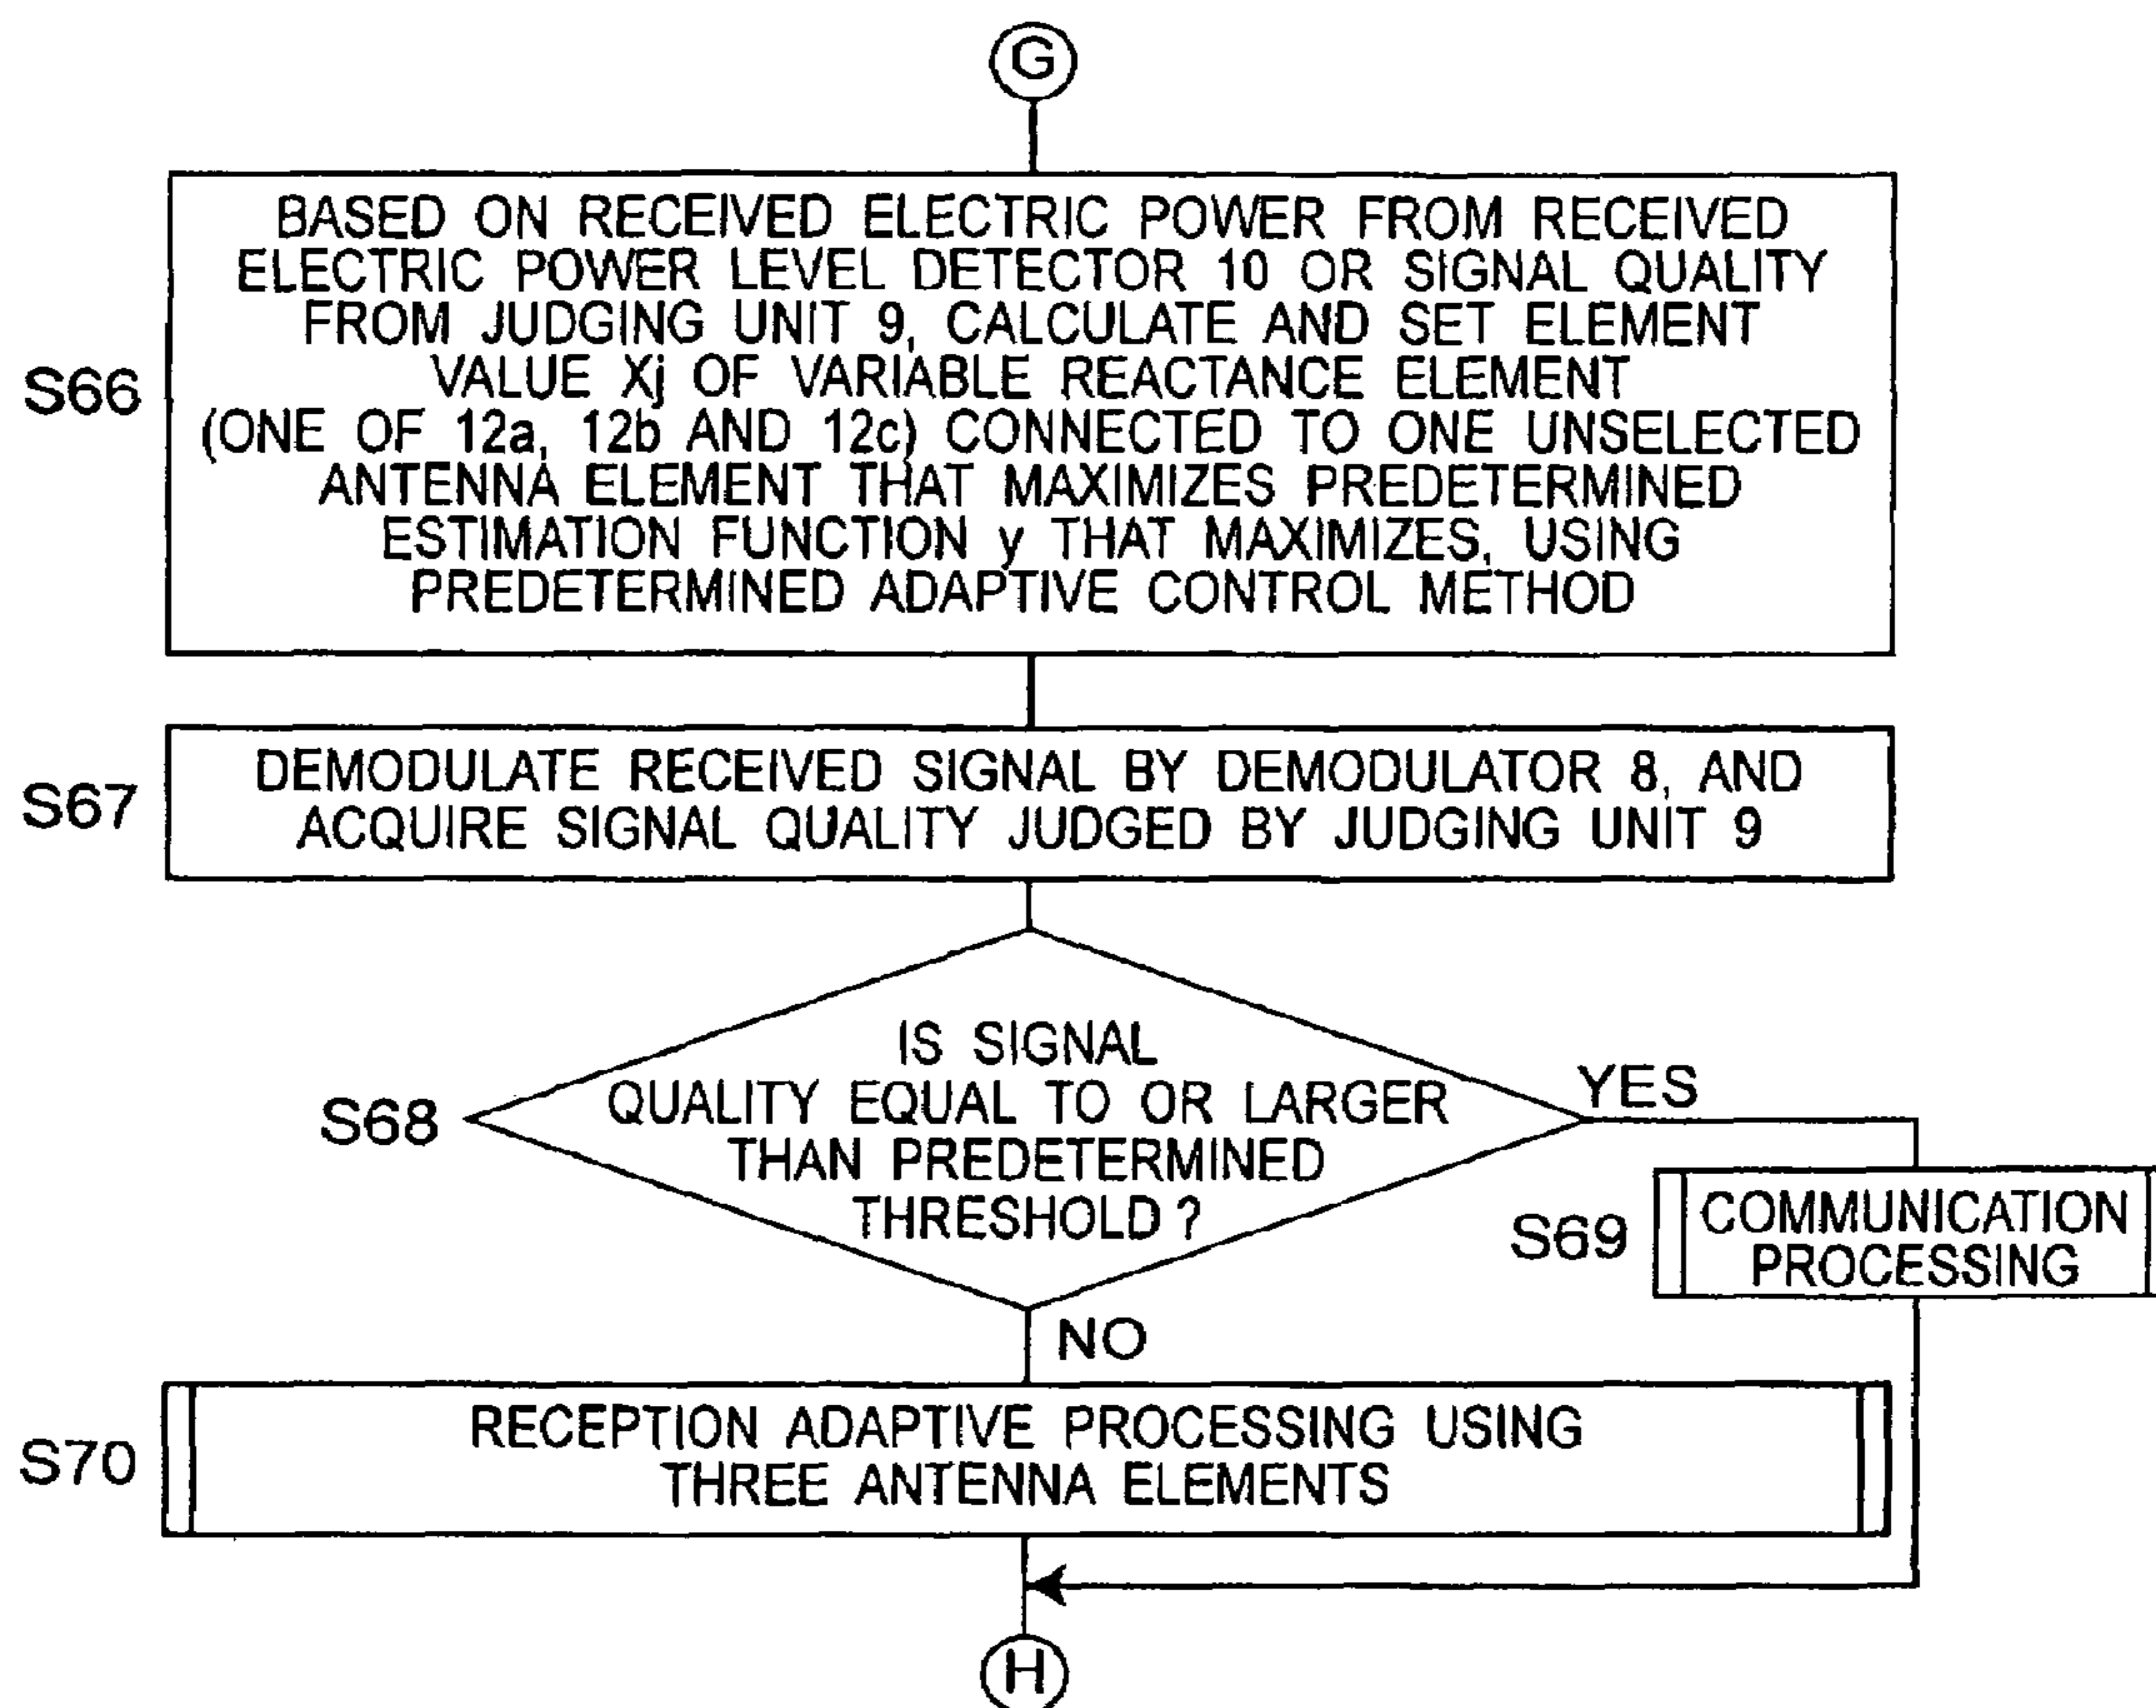 G
BASED ON RECEIVED ELECTRIC POWER FROM RECEIVED
ELECTRIC POWER LEVEL DETECTOR 10 OR SIGNAL QUALITY
FROM JUDGING UNIT 9, CALCULATE AND SET ELEMENT
VALUE Xj OF VARIABLE REACTANCE ELEMENT
(ONE OF 12a, 12b AND 12c) CONNECTED TO ONE UNSELECTED
ANTENNA ELEMENT THAT MAXIMIZES PREDETERMINED
ESTIMATION FUNCTION y THAT MAXIMIZES, USING
PREDETERMINED ADAPTIVE CONTROL METHOD
S66
DEMODULATE RECEIVED SIGNAL BY DEMODULATOR 8, AND
ACQUIRE SIGNAL QUALITY JUDGED BY JUDGING UNIT 9
S67
IS SIGNAL
QUALITY EQUAL TO OR LARGER
THAN PREDETERMINED
THRESHOLD ?
S68
YES
COMMUNICATION
PROCESSING
S69
NO
RECEPTION ADAPTIVE PROCESSING USING
THREE ANTENNA ELEMENTS
S70
H